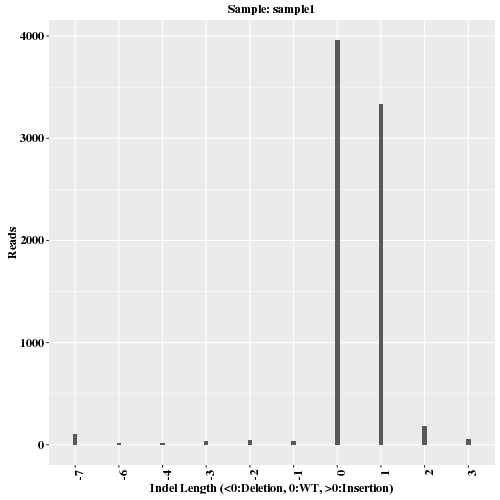 Sample: sample1
4000
3000
2000
1000
0
Reads
-7 -6 -4 -3 -2 -1 0 1 2 3
Indel Length (<0:Deletion, 0:WT, >0:Insertion)